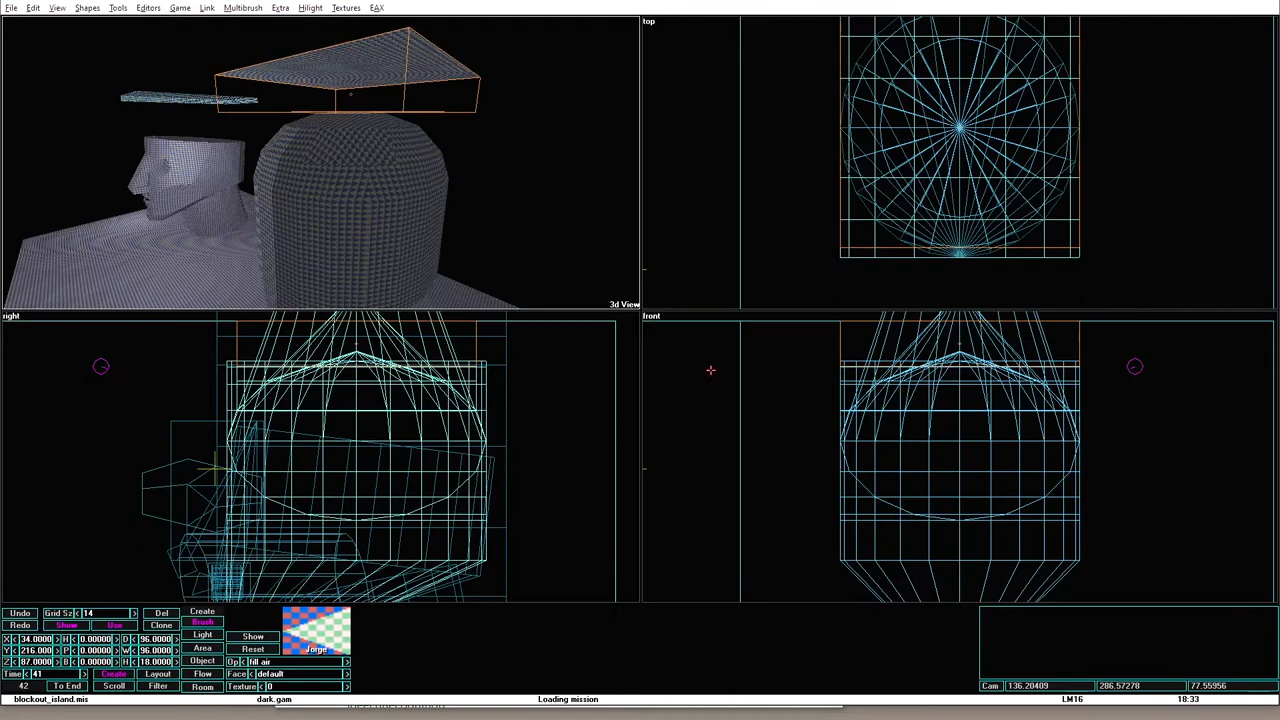 File Edit View Shapes Tools Editors Game Link Multibrush Extra Hilight Textures EAX
top
3d View
right
front
Undo Grid Sz < 14 > Del Create
Redo Show Use Clone Brush
X < 34.0000 > H < 0.00000 > D < 96.0000 > Light Show
Y < 216.000 > P < 0.00000 > W < 96.0000 > Area Reset
Z < 87.0000 > B < 0.00000 > H < 18.0000 > Object Op < fill air >
Time < 41 > Create Layout Flow Face < default >
42 To End Scroll Filter Room Texture < 0 >
Jorge
Cam 136.20409 286.57278 77.55956
blockout_island.mis dark.gam Loading mission LM16 18:33